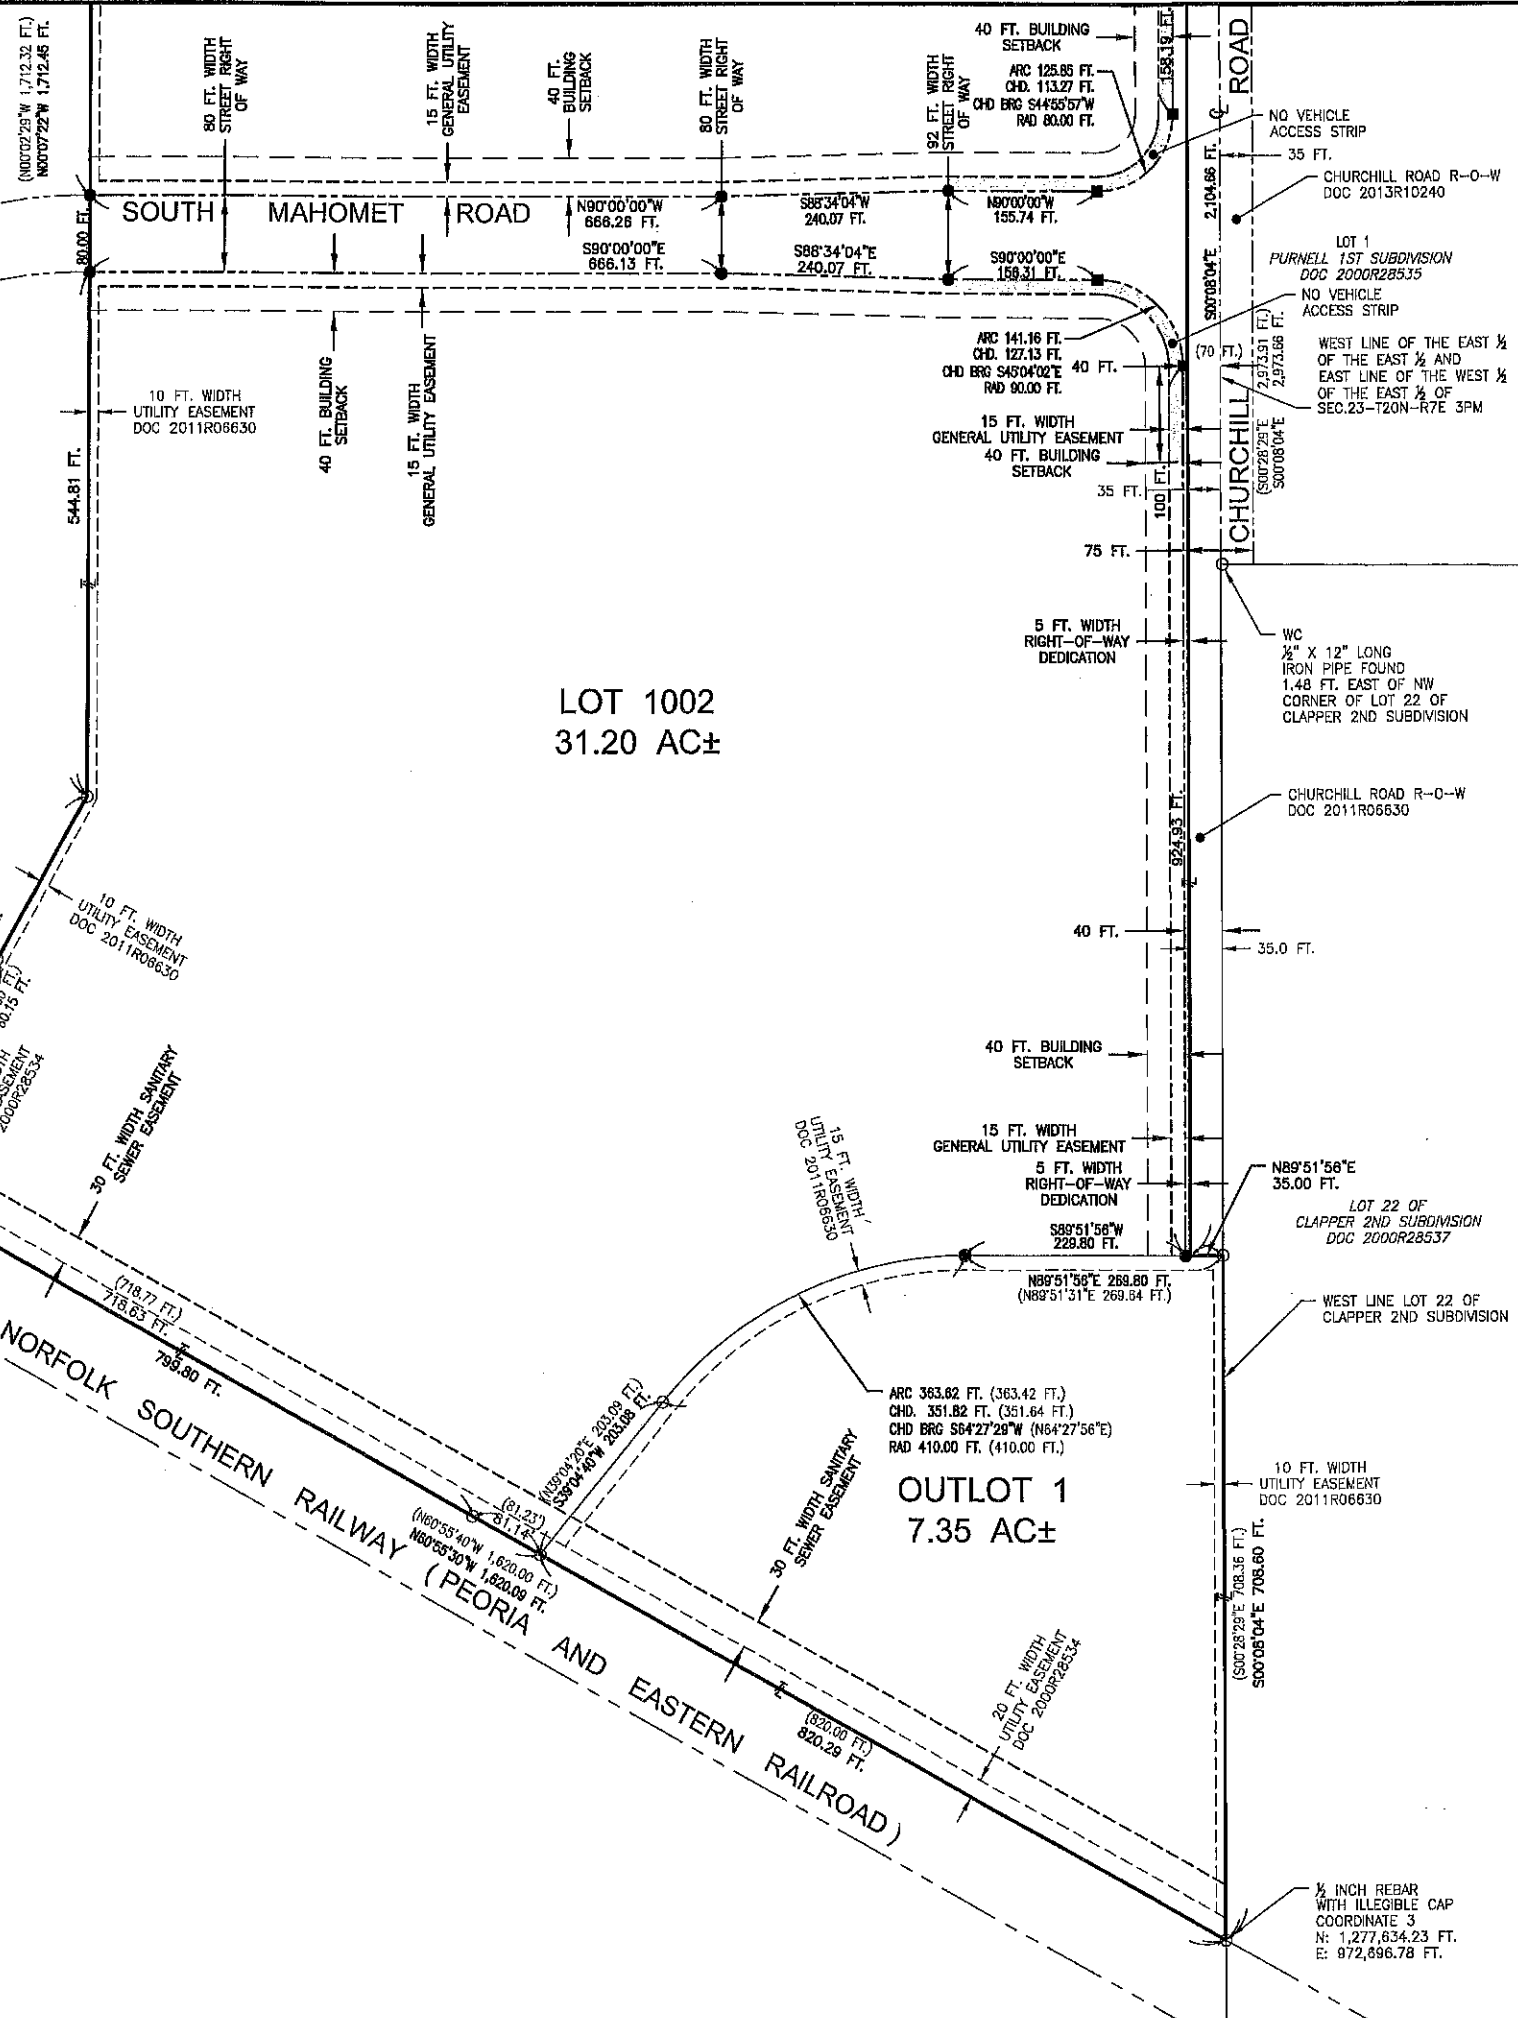 (N00°02'29"W 1,712.32 FT.)
N00°07'22"W 1,712.46 FT.
80 FT. WIDTH
STREET RIGHT
OF WAY
15 FT. WIDTH
GENERAL UTILITY
EASEMENT
40 FT.
BUILDING
SETBACK
80 FT. WIDTH
STREET RIGHT
OF WAY
92 FT. WIDTH
STREET RIGHT
OF WAY
40 FT. BUILDING
SETBACK
ARC 125.85 FT.
CHD. 113.27 FT.
CHD BRG S44°55'57"W
RAD 80.00 FT.
158.19 FT.
ROAD
NO VEHICLE
ACCESS STRIP
35 FT.
CHURCHILL ROAD R-O-W
DOC 2013R10240
2,104.66 FT.
S00°08'04"E
LOT 1
PURNELL 1ST SUBDIVISION
DOC 2000R28535
NO VEHICLE
ACCESS STRIP
SOUTH MAHOMET ROAD
80.00 FT.
N90°00'00"W
666.26 FT.
S90°00'00"E
666.13 FT.
S88°34'04"W
240.07 FT.
S88°34'04"E
240.07 FT.
N90°00'00"W
155.74 FT.
S90°00'00"E
156.31 FT.
ARC 141.16 FT.
CHD. 127.13 FT.
CHD BRG S45°04'02"E
RAD 90.00 FT.
40 FT.
(70 FT.)
WEST LINE OF THE EAST ½
OF THE EAST ½ AND
EAST LINE OF THE WEST ½
OF THE EAST ½ OF
SEC.23-T20N-R7E 3PM
CHURCHILL
(S00°28'29"E 2,973.91 FT.)
S00°08'04"E 2,973.66 FT.
10 FT. WIDTH
UTILITY EASEMENT
DOC 2011R06630
40 FT. BUILDING
SETBACK
15 FT. WIDTH
GENERAL UTILITY EASEMENT
15 FT. WIDTH
GENERAL UTILITY EASEMENT
40 FT. BUILDING
SETBACK
35 FT.
100 FT.
75 FT.
544.81 FT.
5 FT. WIDTH
RIGHT-OF-WAY
DEDICATION
WC
½" X 12" LONG
IRON PIPE FOUND
1.48 FT. EAST OF NW
CORNER OF LOT 22 OF
CLAPPER 2ND SUBDIVISION
LOT 1002
31.20 AC±
924.93 FT.
CHURCHILL ROAD R-O-W
DOC 2011R06630
10 FT. WIDTH
UTILITY EASEMENT
DOC 2011R06630
40 FT.
35.0 FT.
FT.)
60.15 FT.
EASEMENT
2000R28534
30 FT. WIDTH SANITARY
SEWER EASEMENT
40 FT. BUILDING
SETBACK
15 FT. WIDTH
GENERAL UTILITY EASEMENT
5 FT. WIDTH
RIGHT-OF-WAY
DEDICATION
15 FT. WIDTH
UTILITY EASEMENT
DOC 2011R06630
N89°51'56"E
35.00 FT.
LOT 22 OF
CLAPPER 2ND SUBDIVISION
DOC 2000R28537
S89°51'56"W
229.80 FT.
N89°51'56"E 269.80 FT.
(N89°51'31"E 269.64 FT.)
WEST LINE LOT 22 OF
CLAPPER 2ND SUBDIVISION
(718.77 FT.)
718.63 FT.
799.80 FT.
ARC 363.62 FT. (363.42 FT.)
CHD. 351.82 FT. (351.64 FT.)
CHD BRG S64°27'29"W (N64°27'56"E)
RAD 410.00 FT. (410.00 FT.)
(N39°04'20"E 203.09 FT.)
S39°04'40"W 203.08 FT.
(81.23')
81.14'
(N60°55'40"W 1,620.00 FT.)
N60°55'30"W 1,620.09 FT.
30 FT. WIDTH SANITARY
SEWER EASEMENT
OUTLOT 1
7.35 AC±
10 FT. WIDTH
UTILITY EASEMENT
DOC 2011R06630
(S00°28'29"E 708.36 FT.)
S00°08'04"E 708.60 FT.
20 FT. WIDTH
UTILITY EASEMENT
DOC 2000R28534
(820.00 FT.)
820.29 FT.
NORFOLK SOUTHERN RAILWAY (PEORIA AND EASTERN RAILROAD)
½ INCH REBAR
WITH ILLEGIBLE CAP
COORDINATE 3
N: 1,277,634.23 FT.
E: 972,696.78 FT.